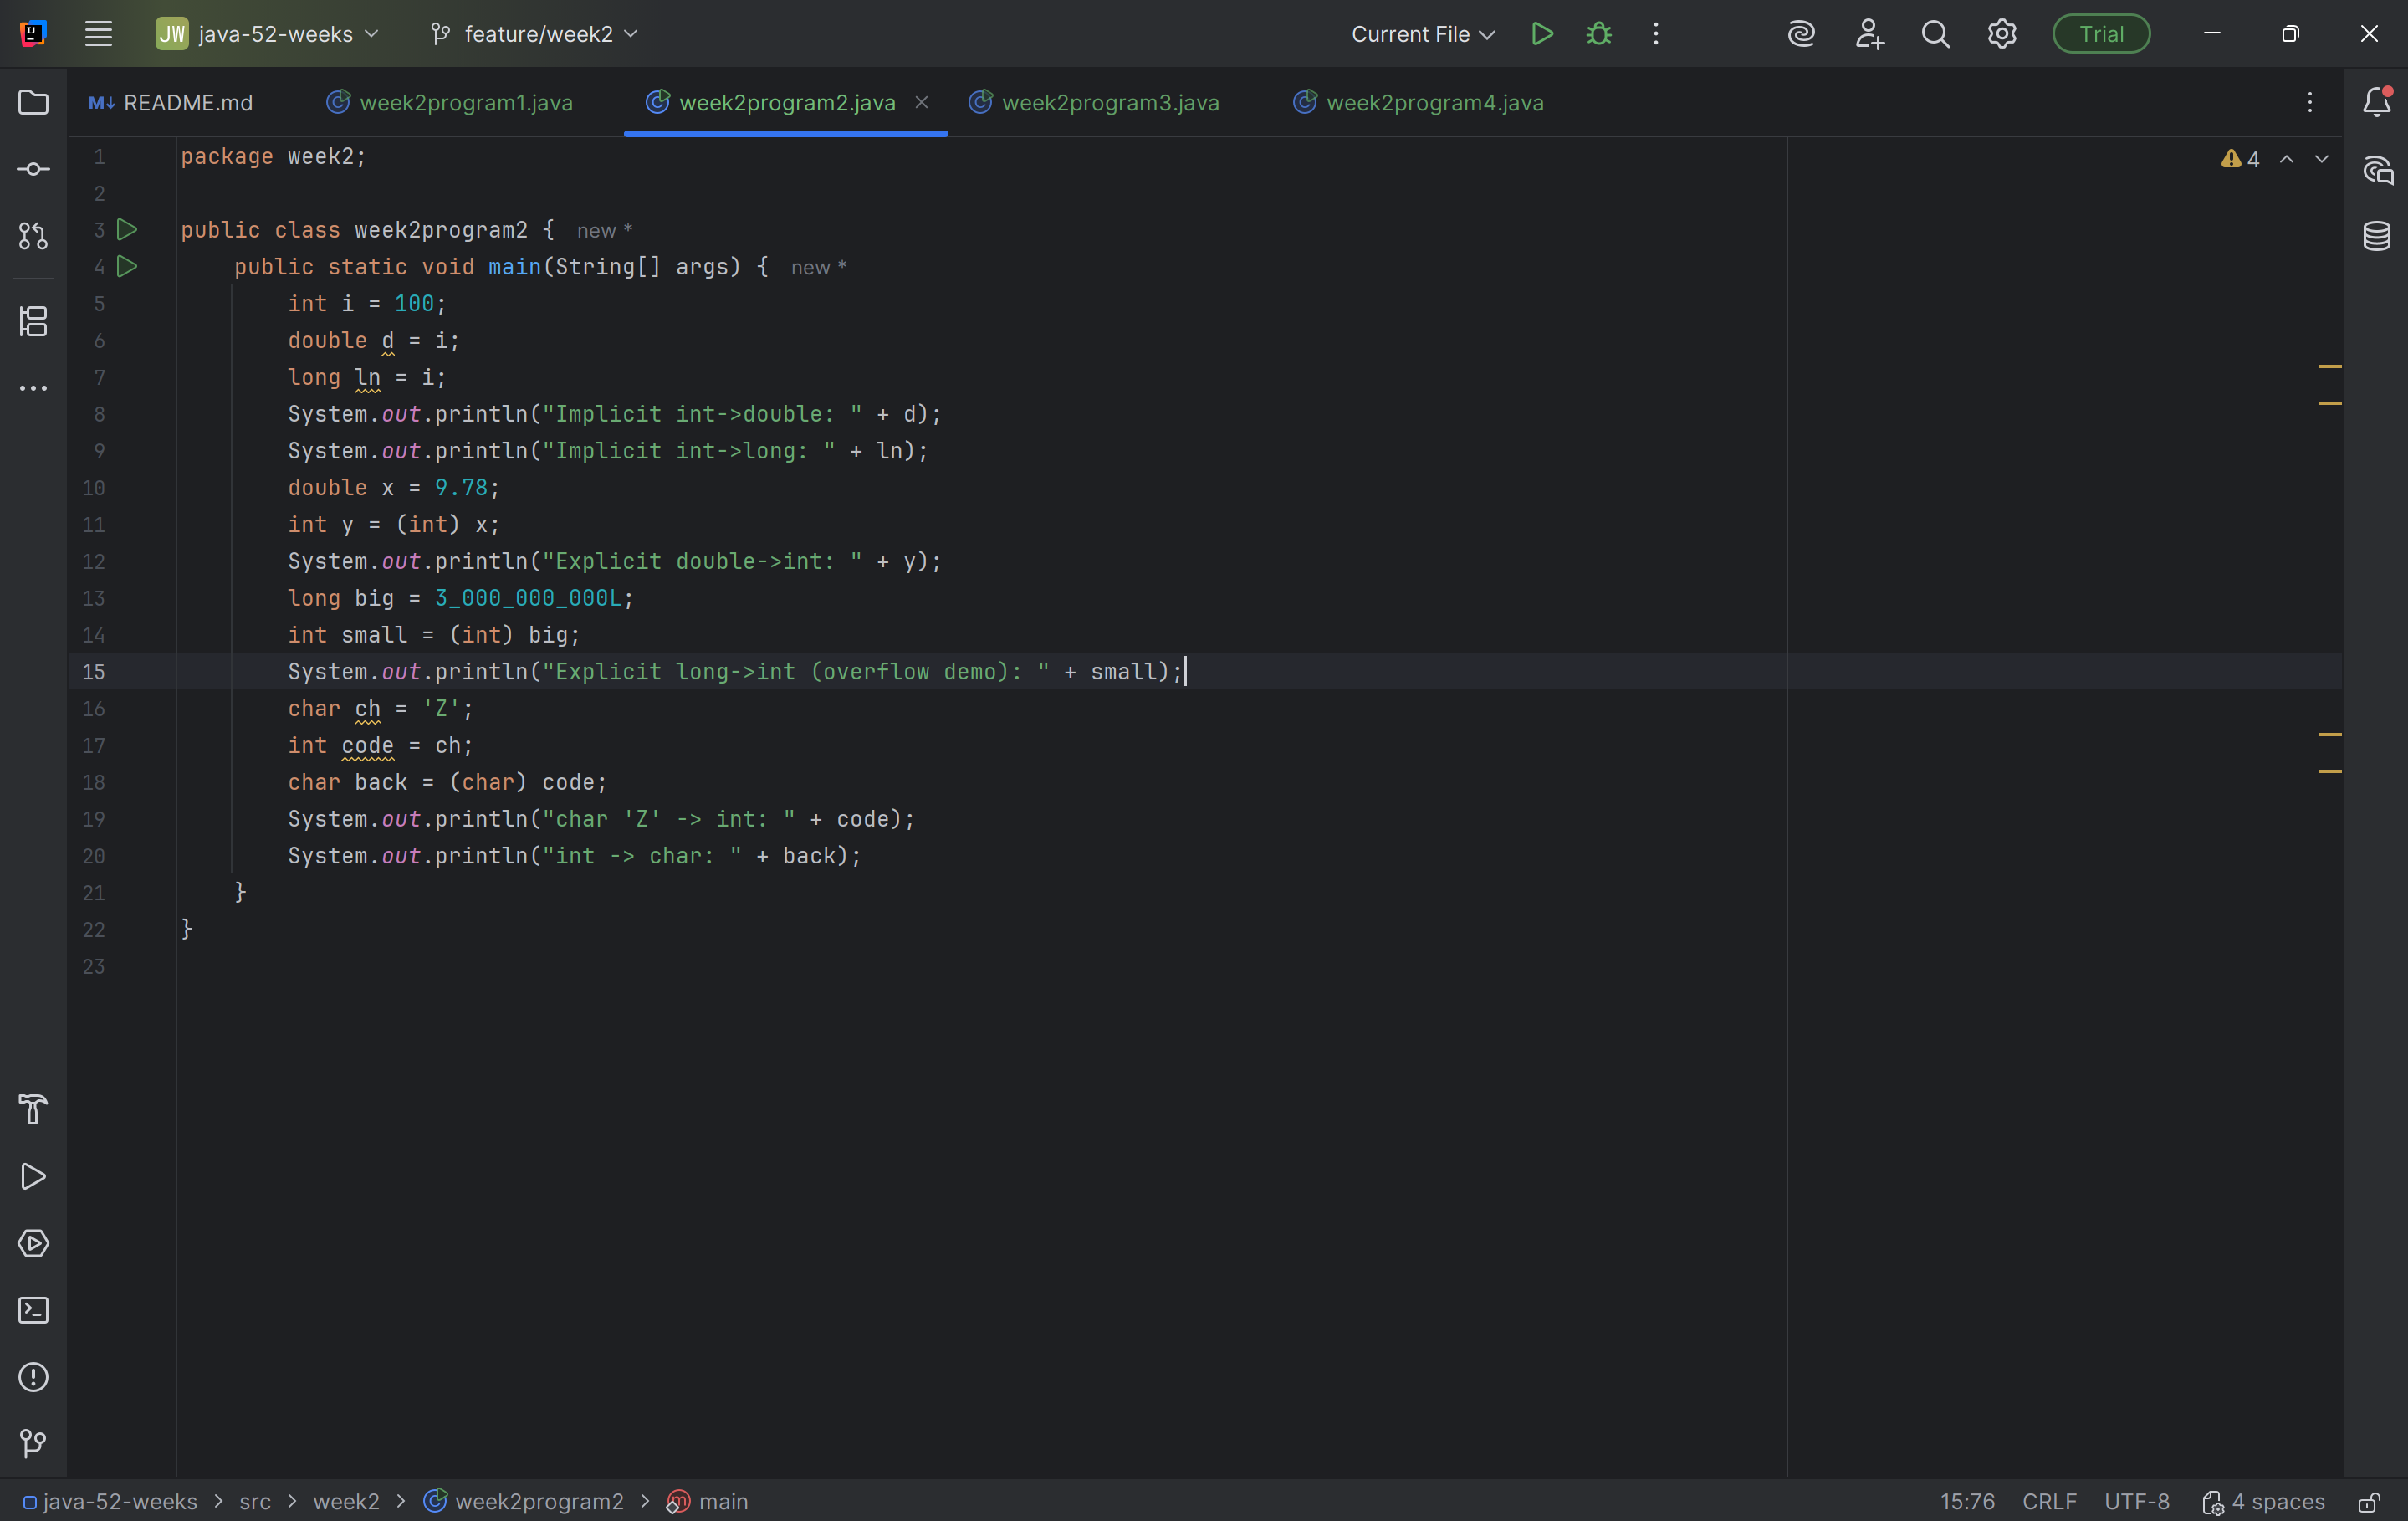 JW java-52-weeks feature/week2 Current File Trial
M↓ README.md week2program1.java week2program2.java week2program3.java week2program4.java
4
1 package week2;
2
3 public class week2program2 { new *
4 public static void main(String[] args) { new *
5 int i = 100;
6 double d = i;
7 long ln = i;
8 System.out.println("Implicit int->double: " + d);
9 System.out.println("Implicit int->long: " + ln);
10 double x = 9.78;
11 int y = (int) x;
12 System.out.println("Explicit double->int: " + y);
13 long big = 3_000_000_000L;
14 int small = (int) big;
15 System.out.println("Explicit long->int (overflow demo): " + small);
16 char ch = 'Z';
17 int code = ch;
18 char back = (char) code;
19 System.out.println("char 'Z' -> int: " + code);
20 System.out.println("int -> char: " + back);
21 }
22 }
23
java-52-weeks > src > week2 > week2program2 > main 15:76 CRLF UTF-8 4 spaces